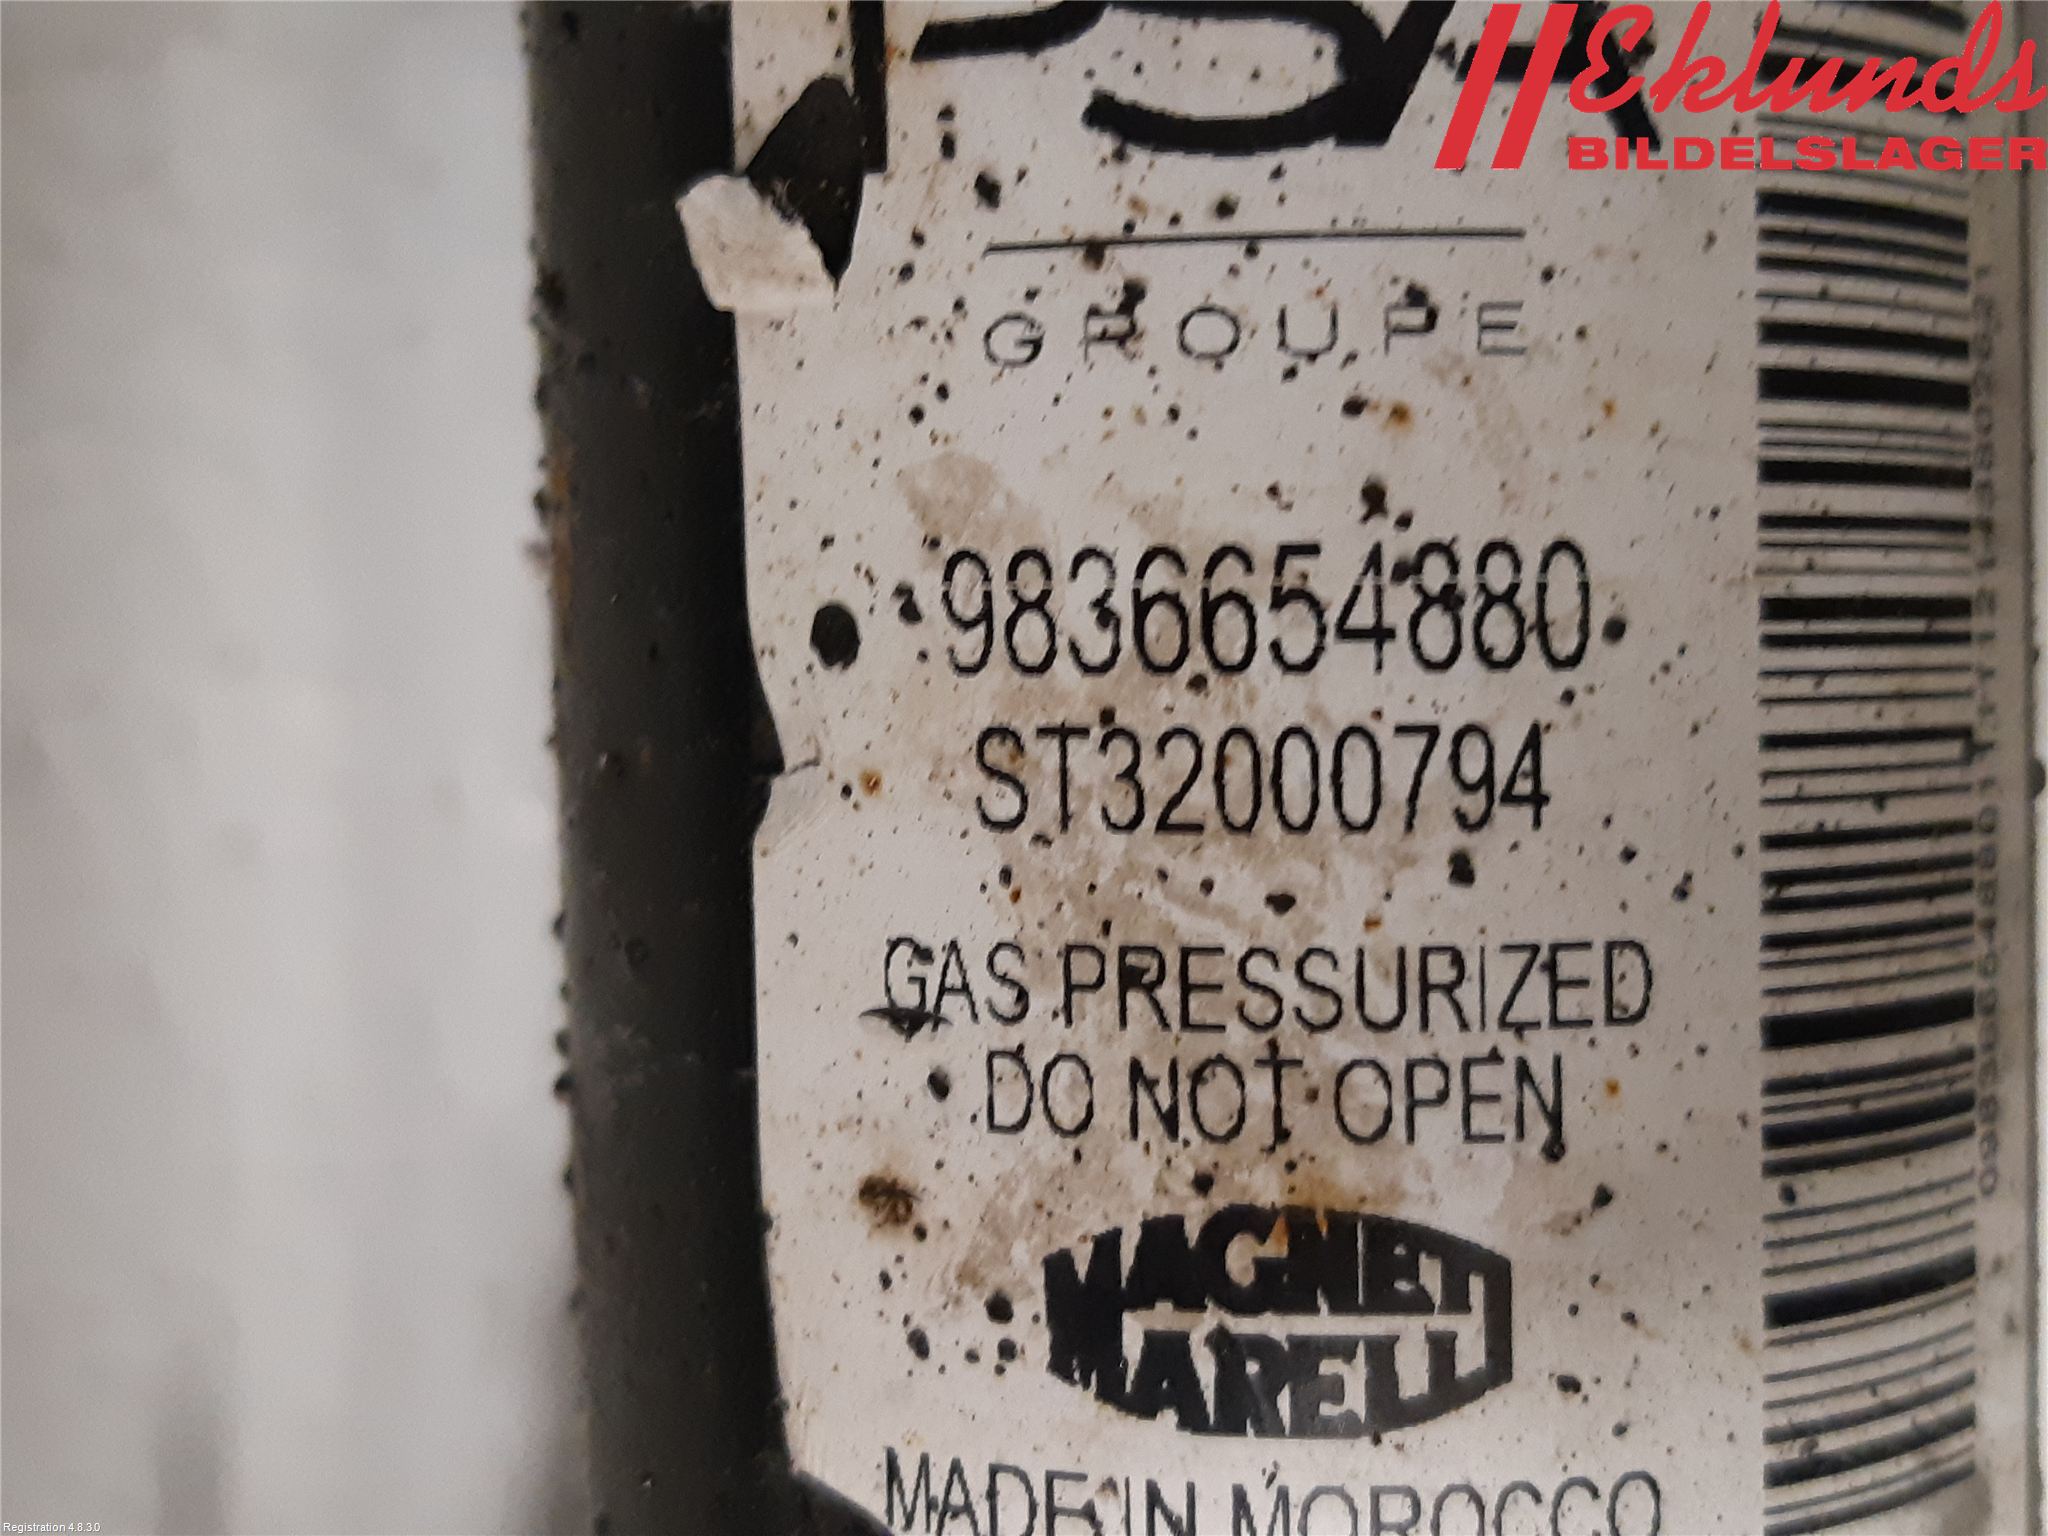 PSA
Eklunds
BILDELSLAGER
GROUPE
9836654880
ST32000794
GAS PRESSURIZED
DO NOT OPEN
MAGNETI
MARELLI
MADE IN MOROCCO
Registration 4.8.3.0